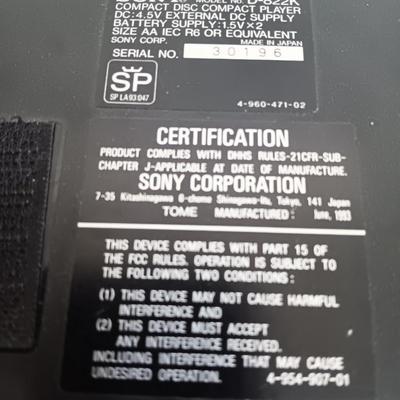 MODEL NO. D-822K
COMPACT DISC COMPACT PLAYER
DC:4.5V EXTERNAL DC SUPPLY
BATTERY SUPPLY:1.5V×2
SIZE AA IEC R6 OR EQUIVALENT
SONY CORP. MADE IN JAPAN
SERIAL NO. 30196
SP
SP LA 93/047
4-960-471-02
CERTIFICATION
PRODUCT COMPLIES WITH DHHS RULES-21CFR-SUB-
CHAPTER J-APPLICABLE AT DATE OF MANUFACTURE.
SONY CORPORATION
7-35 Kitashinagawa 6-chome Shinagawa-Ku, Tokyo, 141 Japan
TOME MANUFACTURED: June, 1993
THIS DEVICE COMPLIES WITH PART 15 OF
THE FCC RULES. OPERATION IS SUBJECT TO
THE FOLLOWING TWO CONDITIONS:
(1) THIS DEVICE MAY NOT CAUSE HARMFUL
INTERFERENCE AND
(2) THIS DEVICE MUST ACCEPT
ANY INTERFERENCE RECEIVED,
INCLUDING INTERFERENCE THAT MAY CAUSE
UNDESIRED OPERATION. 4-954-907-01